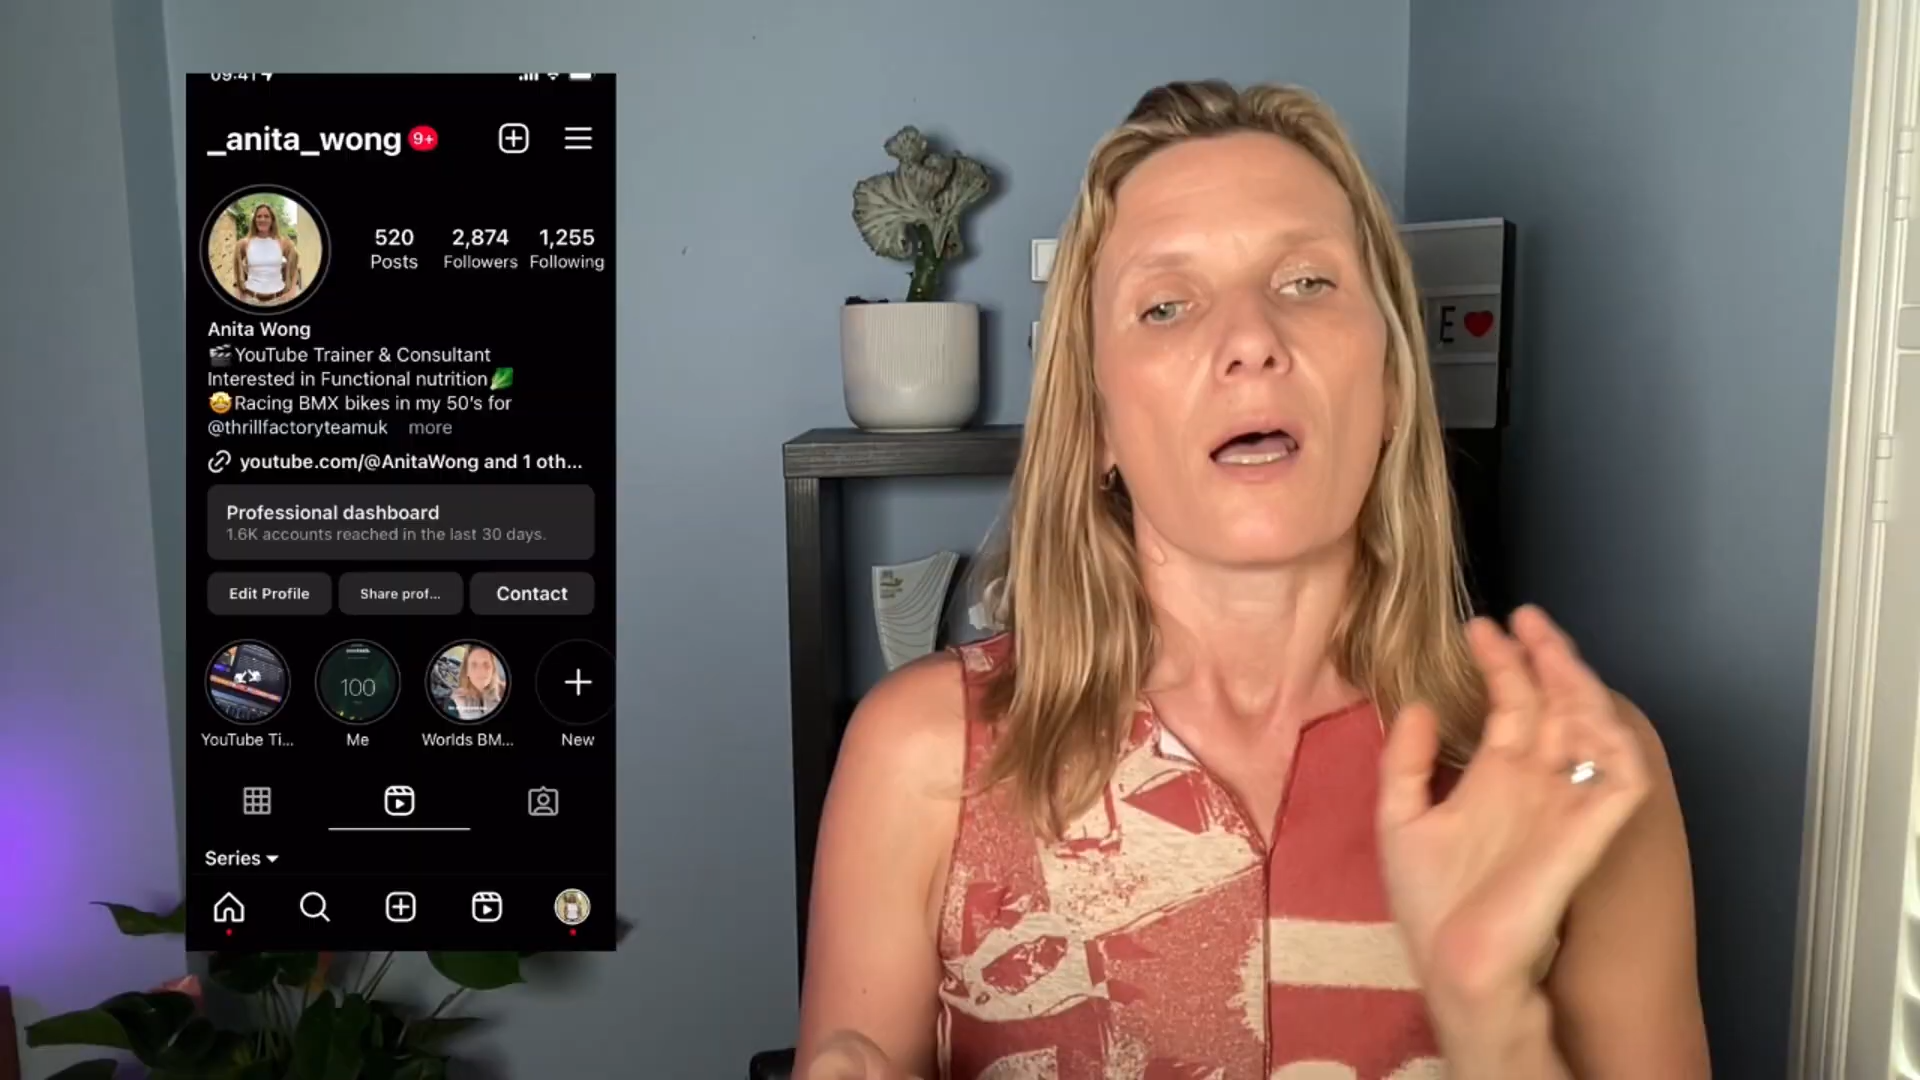 09:41
_anita_wong 9+
520 2,874 1,255
Posts Followers Following
Anita Wong
🎬YouTube Trainer & Consultant
Interested in Functional nutrition🥬
🤩Racing BMX bikes in my 50's for
@thrillfactoryteamuk more
youtube.com/@AnitaWong and 1 oth...
Professional dashboard
1.6K accounts reached in the last 30 days.
Edit Profile Share prof... Contact
100
YouTube Ti... Me Worlds BM... New
Series
E